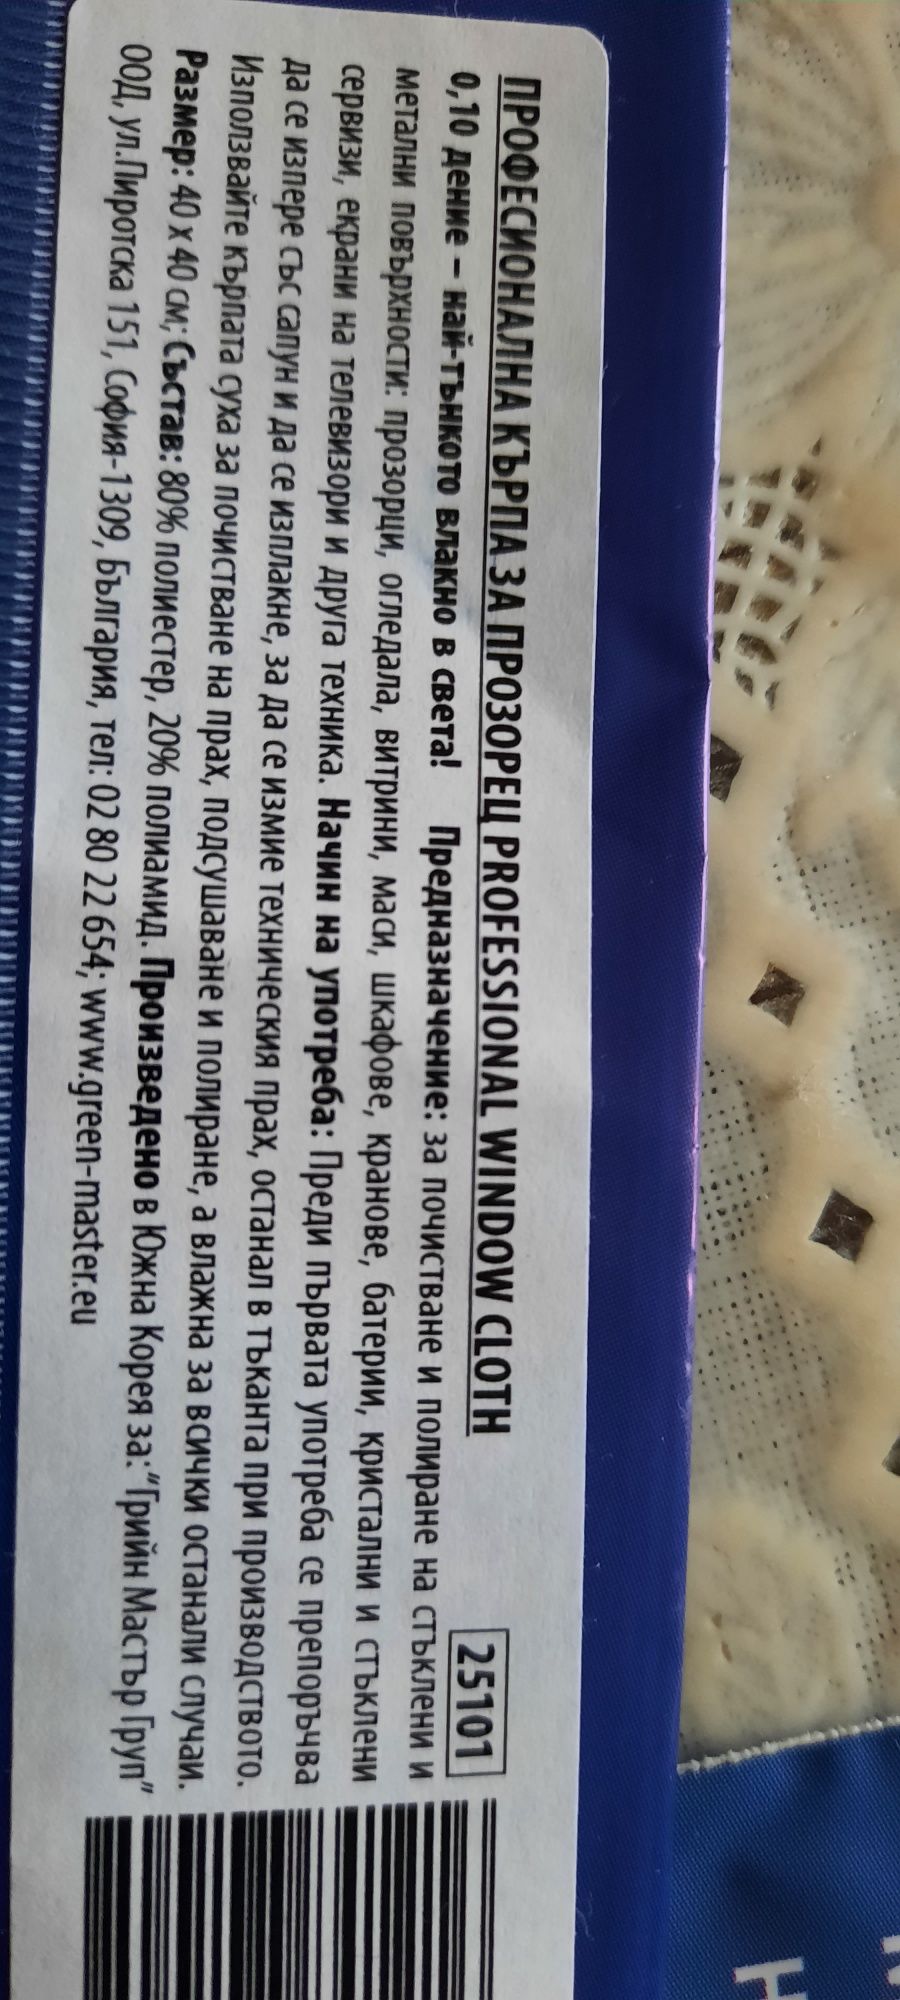 ПРОФЕСИОНАЛНА КЪРПА ЗА ПРОЗОРЕЦ PROFESSIONAL WINDOW CLOTH 25101
0,10 дение – най-тънкото влакно в света! Предназначение: за почистване и полиране на стъклени и
метални повърхности: прозорци, огледала, витрини, маси, шкафове, кранове, батерии, кристални и стъклени
сервизи, екрани на телевизори и друга техника. Начин на употреба: Преди първата употреба се препоръчва
да се изпере със сапун и да се изплакне, за да се измие техническия прах, останал в тъканта при производството.
Използвайте кърпата суха за почистване на прах, подсушаване и полиране, а влажна за всички останали случаи.
Размер: 40 х 40 см; Състав: 80% полиестер, 20% полиамид. Произведено в Южна Корея за: "Грийн Мастър Груп"
ООД, ул.Пиротска 151, София-1309, България, тел: 02 80 22 654; www.green-master.eu